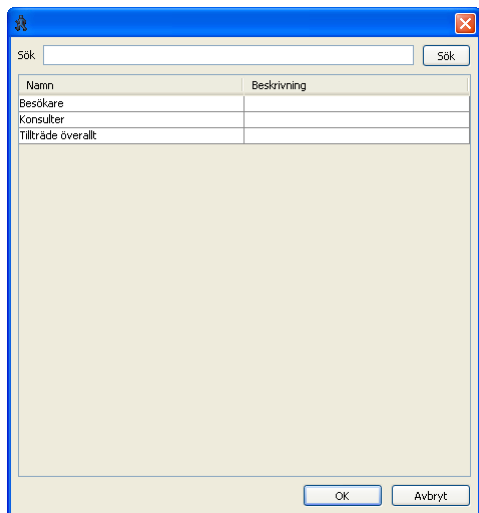 Sök Sök
Namn Beskrivning
Besökare
Konsulter
Tillträde överallt
OK Avbryt